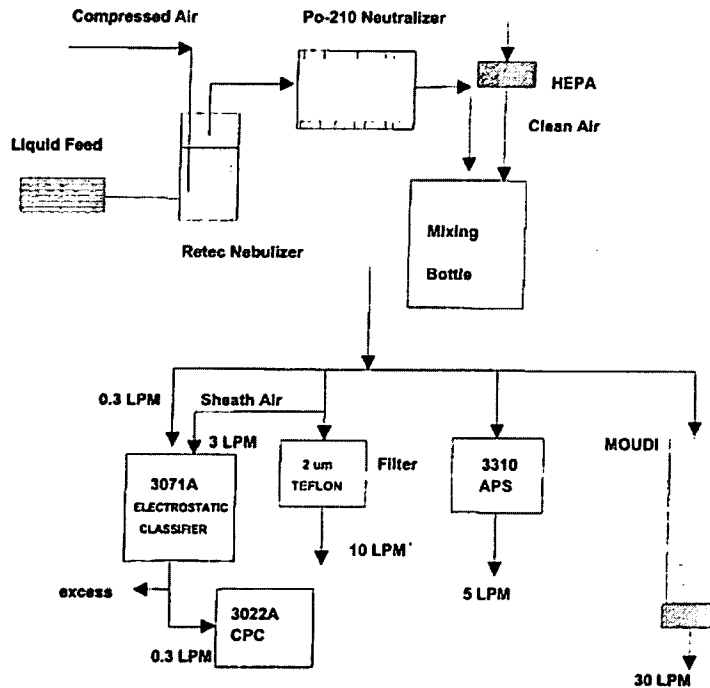 Compressed Air
Po-210 Neutralizer
HEPA
Clean Air
Liquid Feed
Mixing
Bottle
Retec Nebulizer
0.3 LPM
Sheath Air
3 LPM
MOUDI
3071A
ELECTROSTATIC
CLASSIFIER
2 um
TEFLON
Filter
3310
APS
10 LPM
5 LPM
excess
3022A
CPC
0.3 LPM
30 LPM